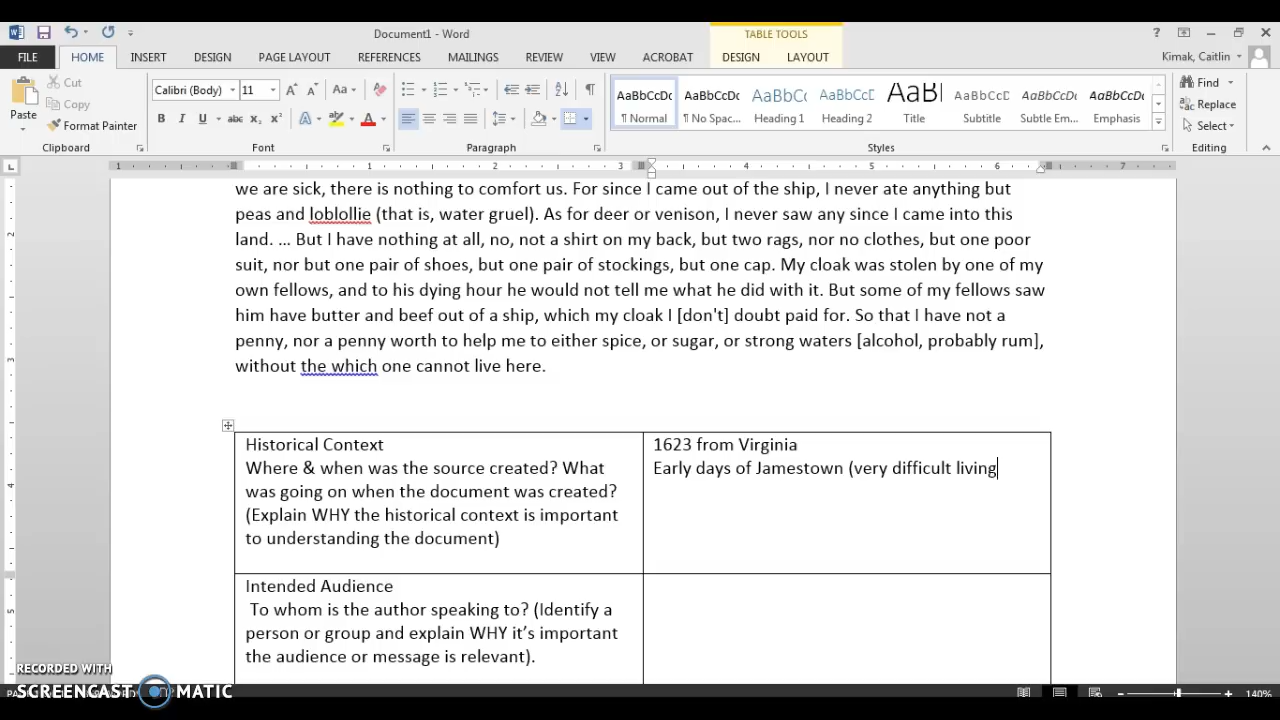 Document1 - Word
TABLE TOOLS
FILE
HOME
INSERT
DESIGN
PAGE LAYOUT
REFERENCES
MAILINGS
REVIEW
VIEW
ACROBAT
DESIGN
LAYOUT
Kimak, Caitlin
Paste
Cut
Copy
Format Painter
Clipboard
Calibri (Body)
11
Font
Paragraph
AaBbCcDc
¶ Normal
AaBbCcDc
¶ No Spac...
AaBbCc
Heading 1
AaBbCcD
Heading 2
AaBl
Title
AaBbCcD
Subtitle
AaBbCcDc
Subtle Em...
AaBbCcDc
Emphasis
Styles
Find
Replace
Select
Editing
1 1 2 3 4 5 6 7
we are sick, there is nothing to comfort us. For since I came out of the ship, I never ate anything but
peas and loblollie (that is, water gruel). As for deer or venison, I never saw any since I came into this
land. … But I have nothing at all, no, not a shirt on my back, but two rags, nor no clothes, but one poor
suit, nor but one pair of shoes, but one pair of stockings, but one cap. My cloak was stolen by one of my
own fellows, and to his dying hour he would not tell me what he did with it. But some of my fellows saw
him have butter and beef out of a ship, which my cloak I [don't] doubt paid for. So that I have not a
penny, nor a penny worth to help me to either spice, or sugar, or strong waters [alcohol, probably rum],
without the which one cannot live here.
Historical Context
Where & when was the source created? What
was going on when the document was created?
(Explain WHY the historical context is important
to understanding the document)
1623 from Virginia
Early days of Jamestown (very difficult living
Intended Audience
To whom is the author speaking to? (Identify a
person or group and explain WHY it’s important
the audience or message is relevant).
RECORDED WITH
SCREENCAST MATIC
140%